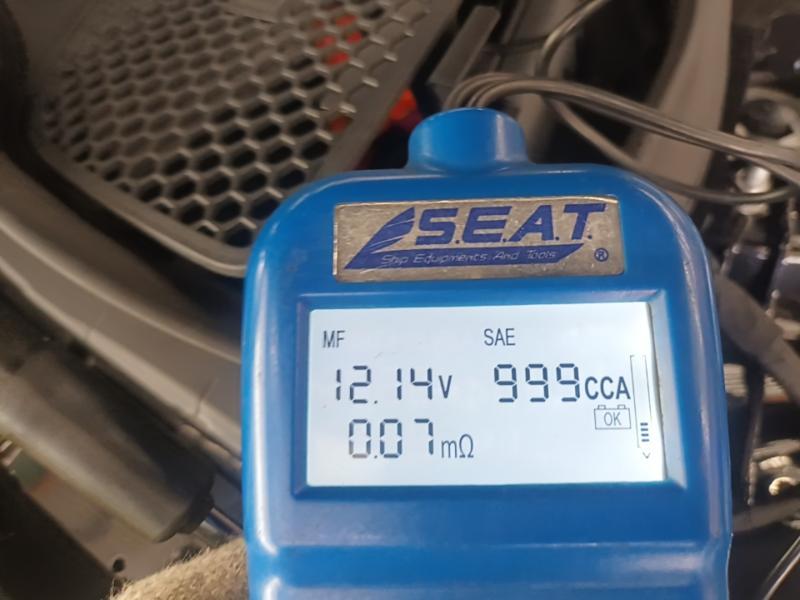 S.E.A.T.
Ship Equipments And Tools ®
MF SAE
12.14V 999CCA
OK
0.07mΩ